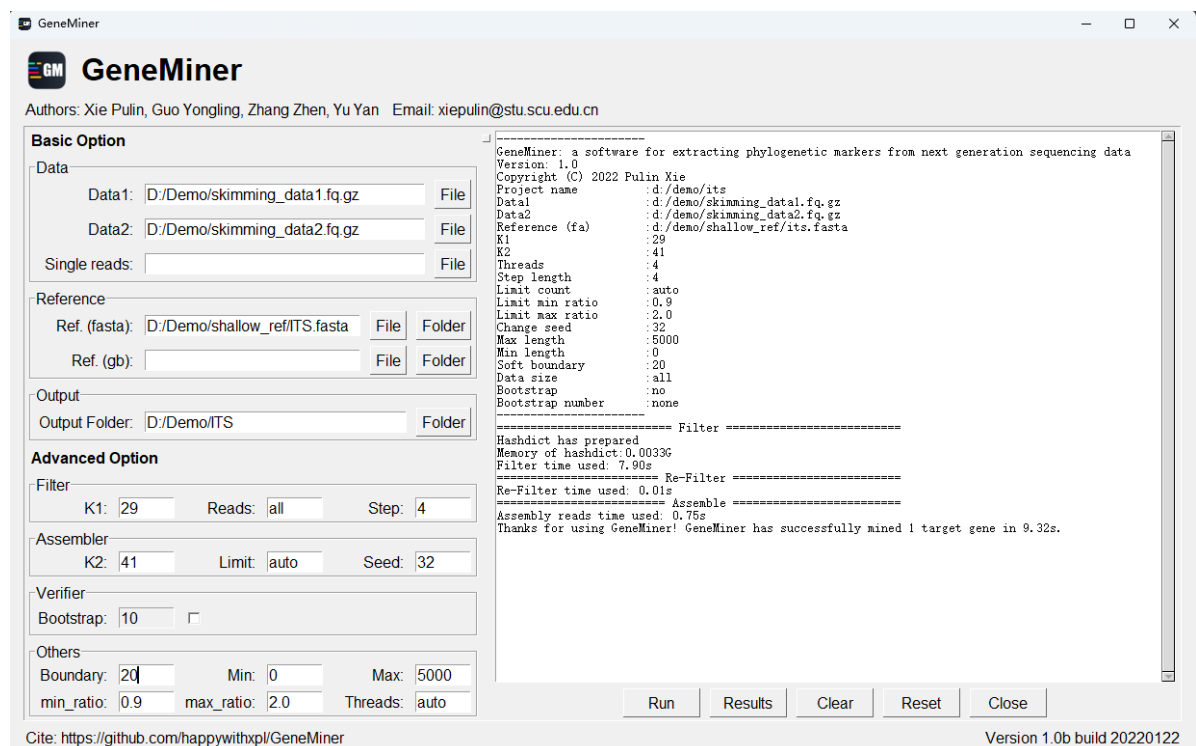 GeneMiner
GM GeneMiner
Authors: Xie Pulin, Guo Yongling, Zhang Zhen, Yu Yan Email: xiepulin@stu.scu.edu.cn
Basic Option
Data
Data1: D:/Demo/skimming_data1.fq.gz File
Data2: D:/Demo/skimming_data2.fq.gz File
Single reads: File
Reference
Ref. (fasta): D:/Demo/shallow_ref/ITS.fasta File Folder
Ref. (gb): File Folder
Output
Output Folder: D:/Demo/ITS Folder
Advanced Option
Filter
K1: 29 Reads: all Step: 4
Assembler
K2: 41 Limit: auto Seed: 32
Verifier
Bootstrap: 10
Others
Boundary: 20 Min: 0 Max: 5000
min_ratio: 0.9 max_ratio: 2.0 Threads: auto
----------------------
GeneMiner: a software for extracting phylogenetic markers from next generation sequencing data
Version: 1.0
Copyright (C) 2022 Pulin Xie
Project name :d:/demo/its
Data1 :d:/demo/skimming_data1.fq.gz
Data2 :d:/demo/skimming_data2.fq.gz
Reference (fa) :d:/demo/shallow_ref/its.fasta
K1 :29
K2 :41
Threads :4
Step length :4
Limit count :auto
Limit min ratio :0.9
Limit max ratio :2.0
Change seed :32
Max length :5000
Min length :0
Soft boundary :20
Data size :all
Bootstrap :no
Bootstrap number :none
----------------------
========================== Filter ==========================
Hashdict has prepared
Memory of hashdict:0.0033G
Filter time used: 7.90s
========================= Re-Filter =========================
Re-Filter time used: 0.01s
========================= Assemble =========================
Assembly reads time used: 0.75s
Thanks for using GeneMiner! GeneMiner has successfully mined 1 target gene in 9.32s.
Run Results Clear Reset Close
Cite: https://github.com/happywithxpl/GeneMiner Version 1.0b build 20220122